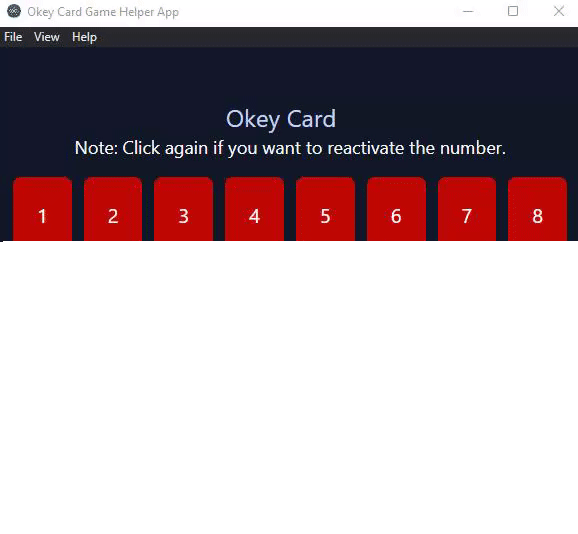 Okey Card Game Helper App
File View Help
Okey Card
Note: Click again if you want to reactivate the number.
1 2 3 4 5 6 7 8